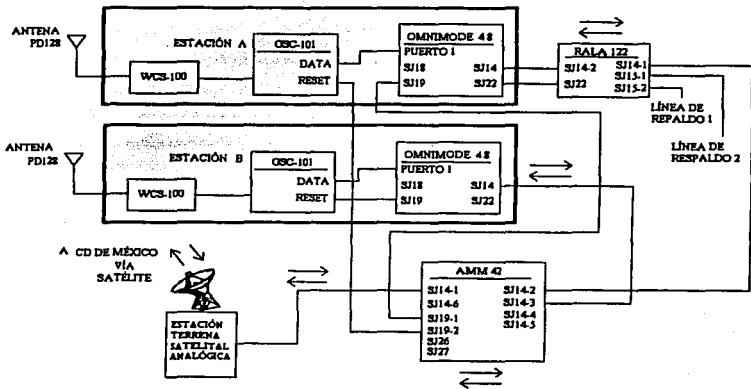 ANTENA
PD128
ESTACIÓN A
GSC-101
DATA
RESET
WCS-100
OMNIMODE 48
PUERTO 1
SJ18
SJ14
SJ19
SJ22
RALA 122
SJ14-2
SJ14-1
SJ15-1
SJ22
SJ15-2
LÍNEA DE
REPALDO 1
LÍNEA DE
RESPALDO 2
ANTENA
PD128
ESTACIÓN B
GSC-101
DATA
RESET
WCS-100
OMNIMODE 48
PUERTO 1
SJ18
SJ14
SJ19
SJ22
A CD DE MÉXICO
VÍA
SATÉLITE
ESTACIÓN
TERRENA
SATELITAL
ANALÓGICA
AMM 42
SJ14-1
SJ14-2
SJ14-6
SJ14-3
SJ19-1
SJ14-4
SJ19-2
SJ14-5
SJ26
SJ27